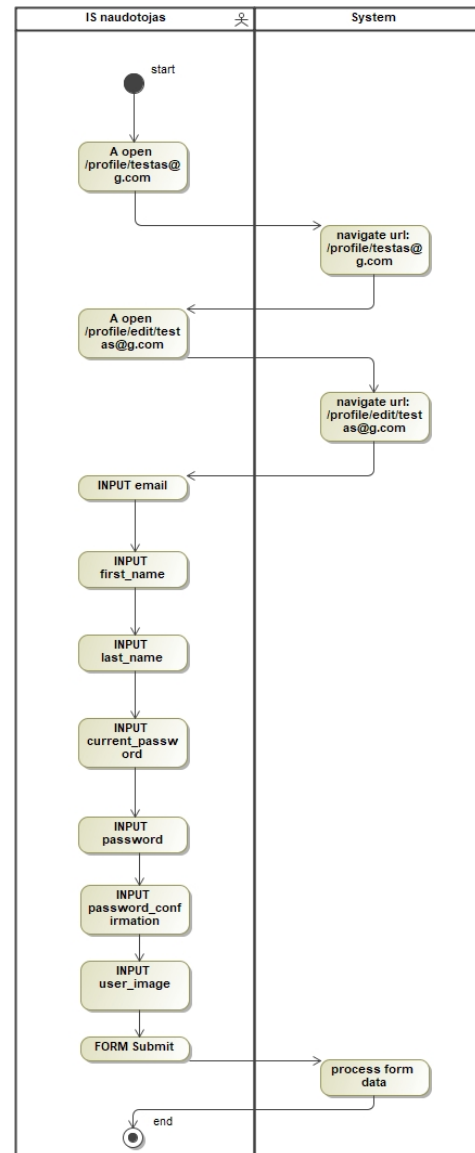 IS naudotojas
System
start
A open
/profile/testas@
g.com
navigate url:
/profile/testas@
g.com
A open
/profile/edit/test
as@g.com
navigate url:
/profile/edit/test
as@g.com
INPUT email
INPUT
first_name
INPUT
last_name
INPUT
current_passw
ord
INPUT
password
INPUT
password_conf
irmation
INPUT
user_image
FORM Submit
process form
data
end